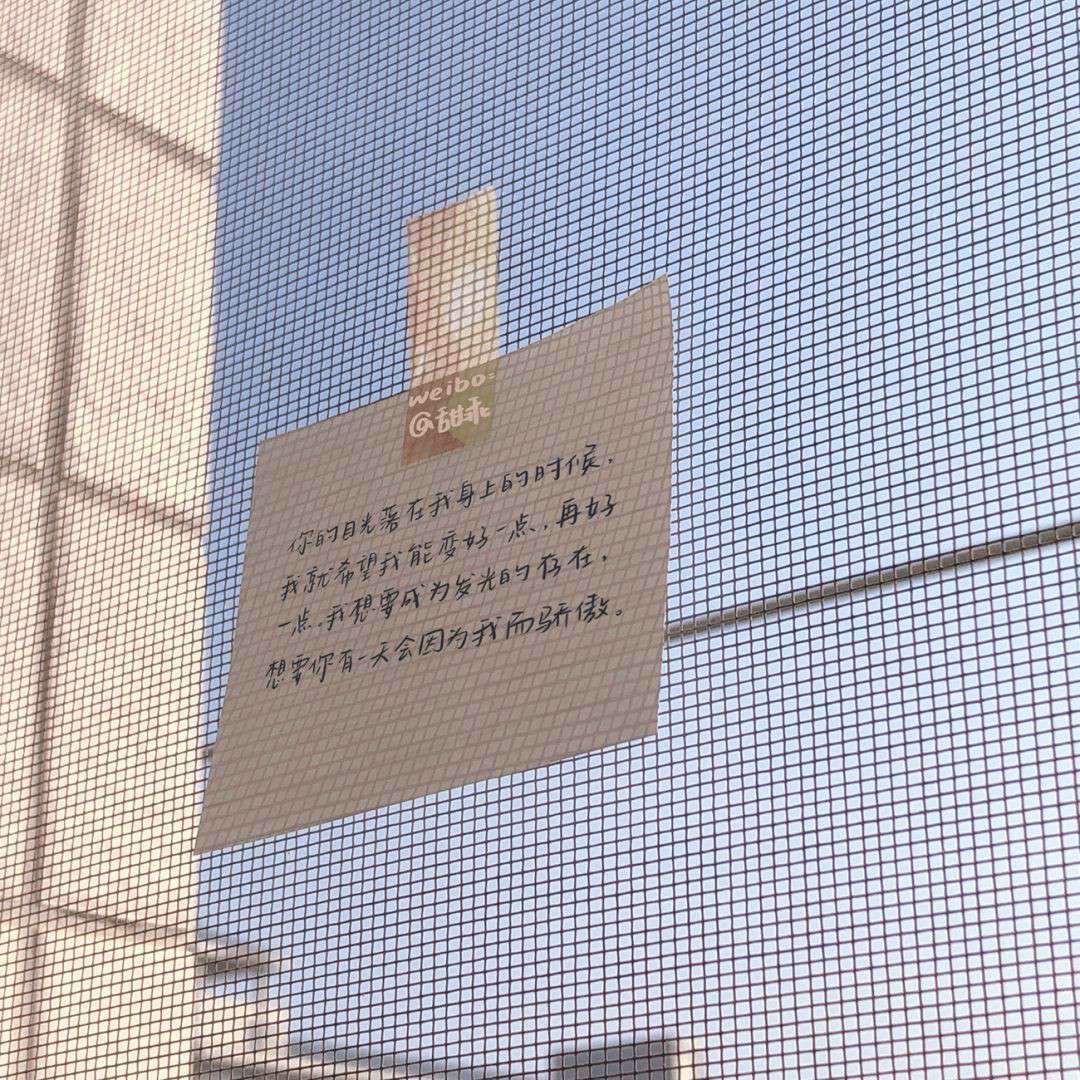 weibo:
@甜乖
你的目光落在我身上的时候，
我就希望我能变好一点，再好
一点。我想要成为发光的存在，
想要你有一天会因为我而骄傲。